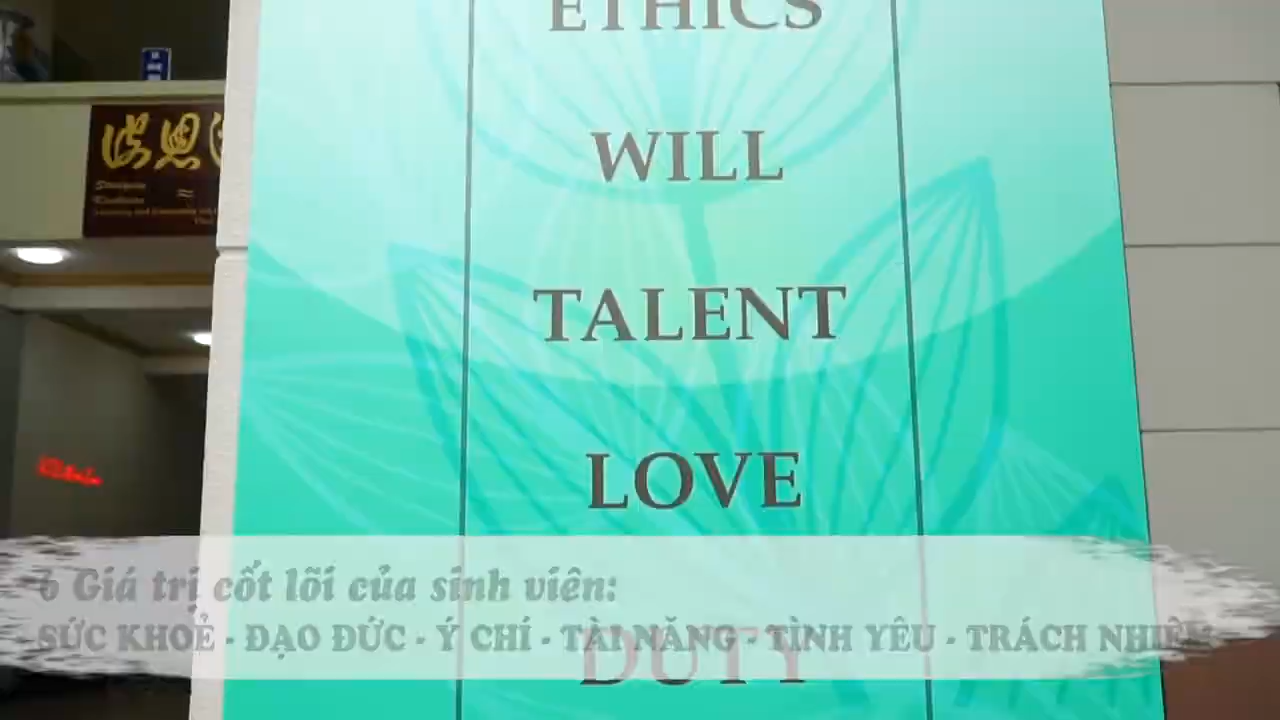 ETHICS
WILL
TALENT
LOVE
6 Giá trị cốt lõi của sinh viên:
SỨC KHOẺ - ĐẠO ĐỨC - Ý CHÍ - TÀI NĂNG - TÌNH YÊU - TRÁCH NHIỆM
DUTY